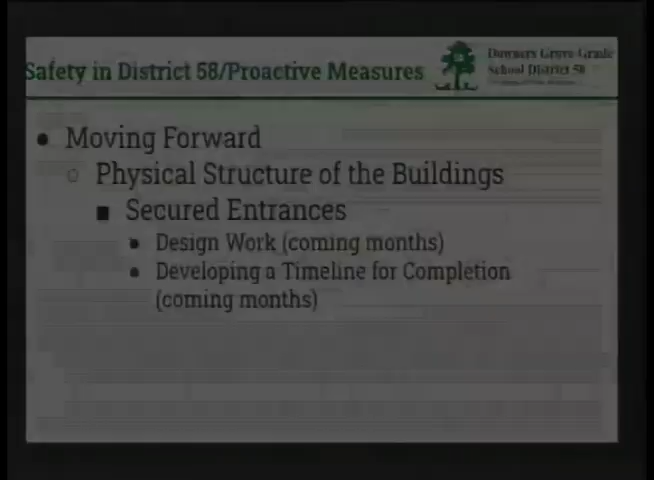 Safety in District 58/Proactive Measures
Downers Grove Grade
School District 58
Moving Forward
Physical Structure of the Buildings
Secured Entrances
Design Work (coming months)
Developing a Timeline for Completion
(coming months)